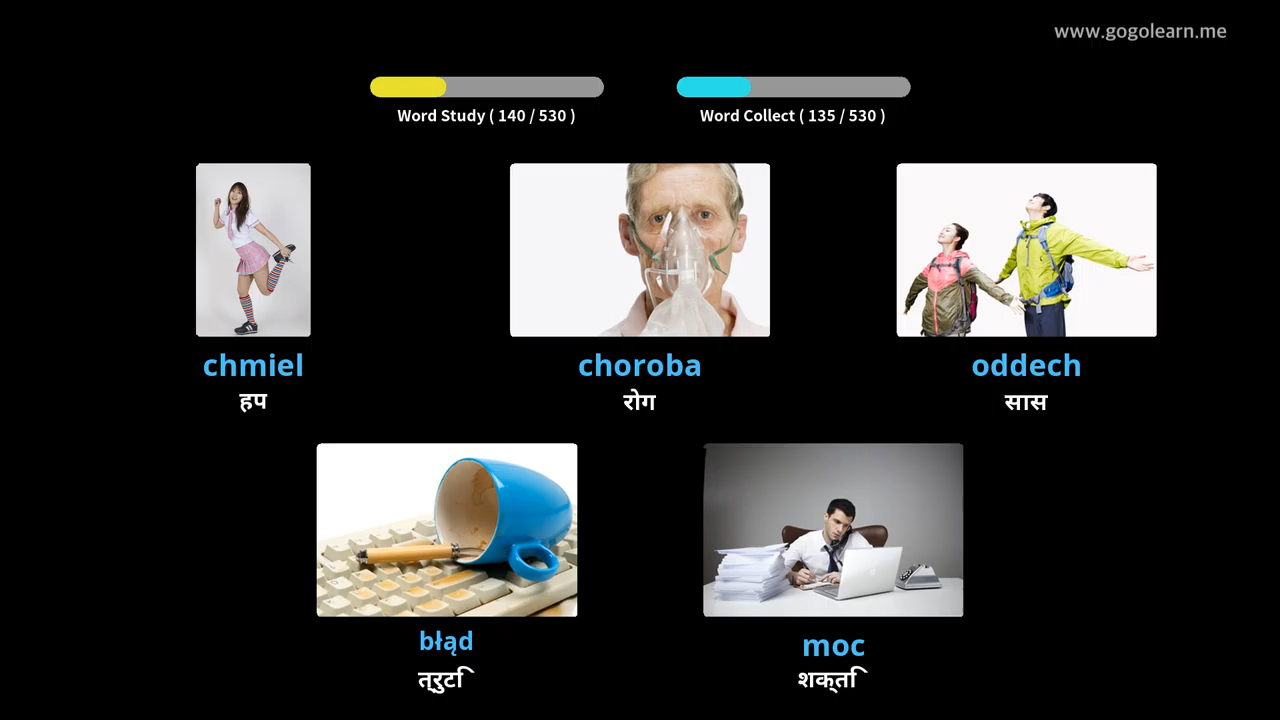 www.gogolearn.me
Word Study ( 140 / 530 )
Word Collect ( 135 / 530 )
chmiel
हप
choroba
रोग
oddech
सास
błąd
त्रुटि
moc
शक्ति